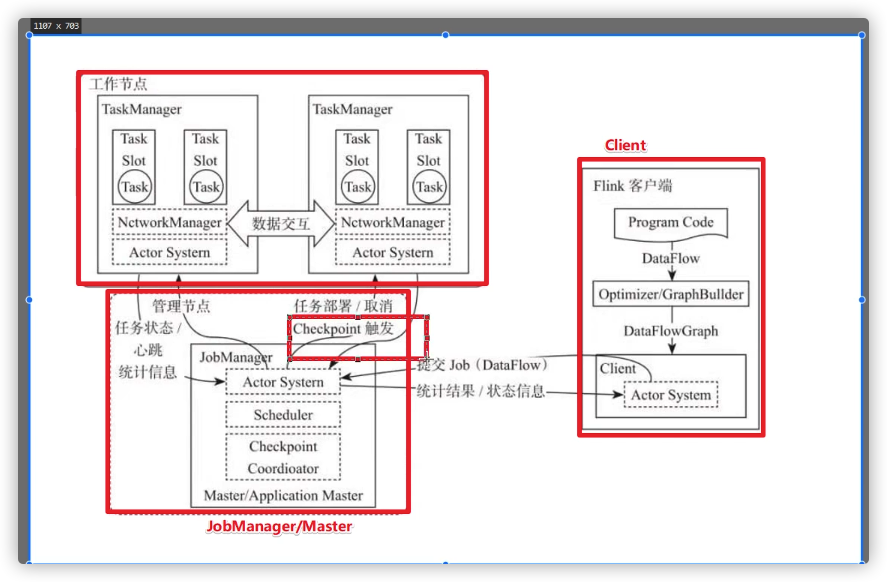 1107 x 703
工作节点
TaskManager
TaskManager
Task
Slot
Task
Task
Slot
Task
Task
Slot
Task
Task
Slot
Task
NctworkManager
数据交互
NctworkManager
Actor Systern
Actor System
管理节点
任务部署 / 取消
任务状态 /
心跳
统计信息
Checkpoint 触发
JobManager
Actor Systern
Scheduler
Checkpoint
Coordioator
Master/Application Master
JobManager/Master
提交 Job（DataFlow）
统计结果 / 状态信息
Client
Flink 客户端
Program Code
DataFlow
Optimizer/GraphBullder
DataFlowGraph
Client
Actor System